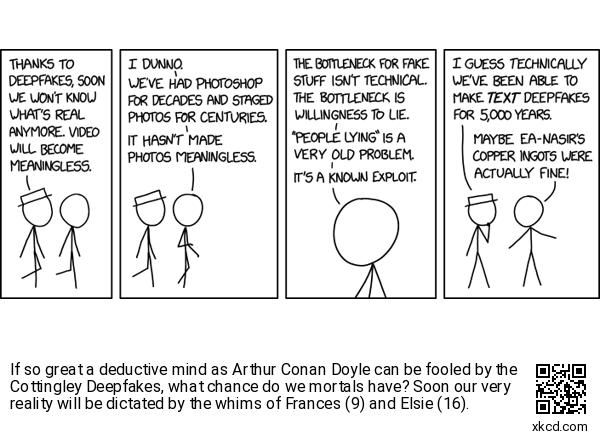 THANKS TO
DEEPFAKES, SOON
WE WON'T KNOW
WHAT'S REAL
ANYMORE. VIDEO
WILL BECOME
MEANINGLESS.
I DUNNO.
WE'VE HAD PHOTOSHOP
FOR DECADES AND STAGED
PHOTOS FOR CENTURIES.
IT HASN'T MADE
PHOTOS MEANINGLESS.
THE BOTTLENECK FOR FAKE
STUFF ISN'T TECHNICAL.
THE BOTTLENECK IS
WILLINGNESS TO LIE.
"PEOPLE LYING" IS A
VERY OLD PROBLEM.
IT'S A KNOWN EXPLOIT.
I GUESS TECHNICALLY
WE'VE BEEN ABLE TO
MAKE TEXT DEEPFAKES
FOR 5,000 YEARS.
MAYBE EA-NASIR'S
COPPER INGOTS WERE
ACTUALLY FINE!
If so great a deductive mind as Arthur Conan Doyle can be fooled by the
Cottingley Deepfakes, what chance do we mortals have? Soon our very
reality will be dictated by the whims of Frances (9) and Elsie (16).
xkcd.com